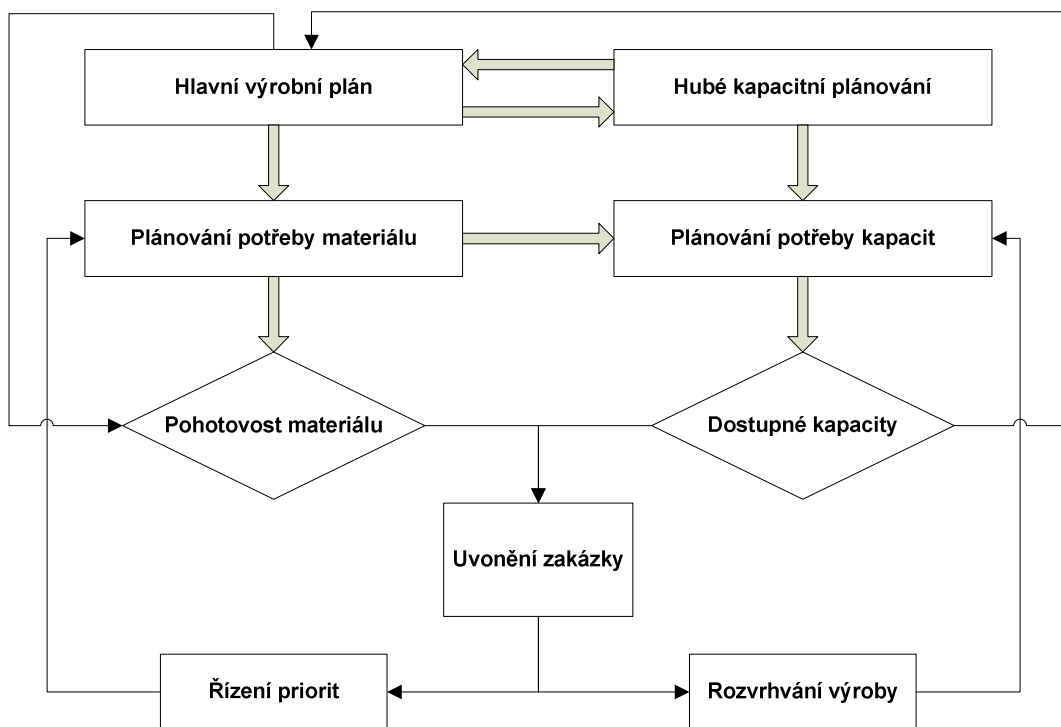 Hlavní výrobní plán
Hubé kapacitní plánování
Plánování potřeby materiálu
Plánování potřeby kapacit
Pohotovost materiálu
Dostupné kapacity
Uvonění zakázky
Řízení priorit
Rozvrhvání výroby